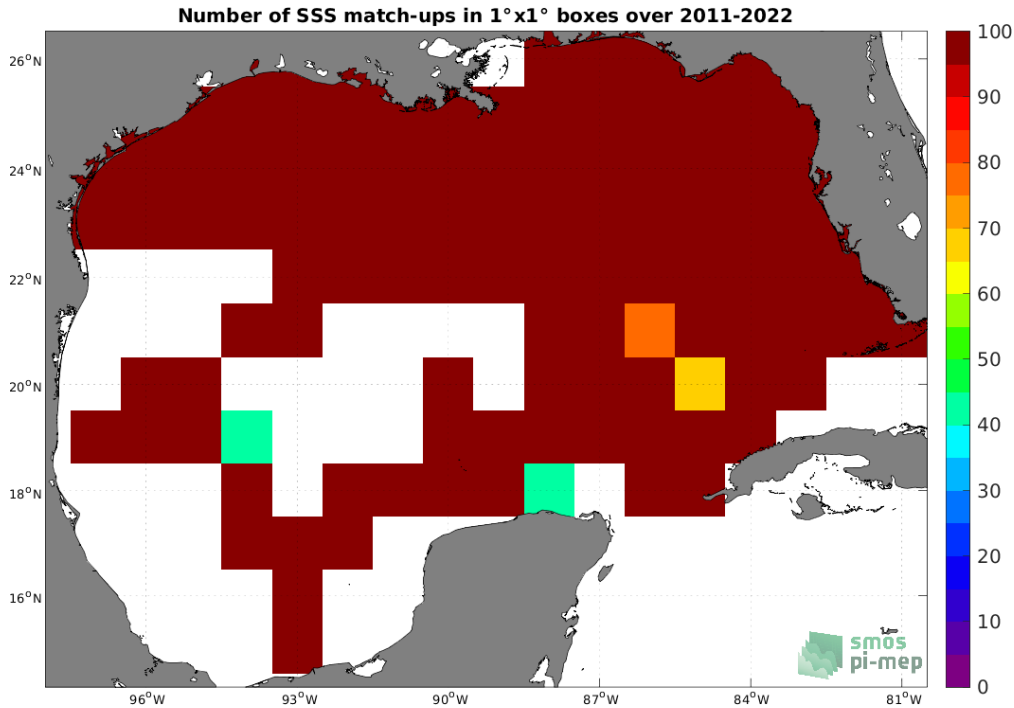 Number of SSS match-ups in 1°x1° boxes over 2011-2022
26°N
24°N
22°N
20°N
18°N
16°N
96°W
93°W
90°W
87°W
84°W
81°W
100
90
80
70
60
50
40
30
20
10
0
smos
pi-mep